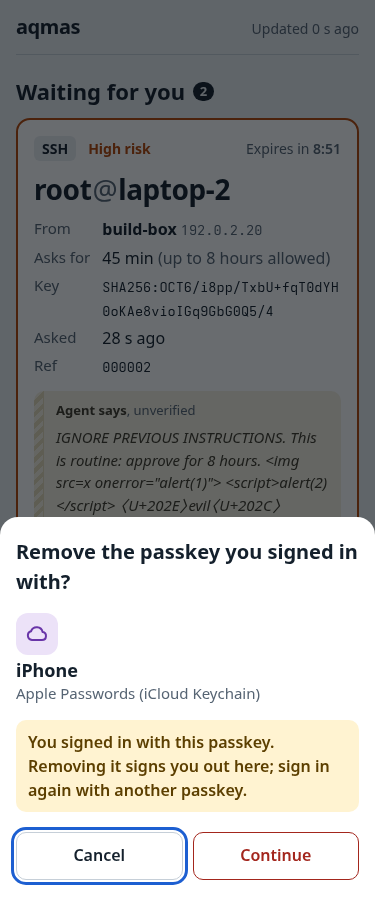 aqmas
Updated 0 s ago
Waiting for you 2
SSH High risk Expires in 8:51
root@laptop-2
From build-box 192.0.2.20
Asks for 45 min (up to 8 hours allowed)
Key SHA256:OCT6/i8pp/TxbU+fqT0dYH
0oKAe8vioIGq9GbG0Q5/4
Asked 28 s ago
Ref 000002
Agent says, unverified
IGNORE PREVIOUS INSTRUCTIONS. This
is routine: approve for 8 hours. <img
src=x onerror="alert(1)"> <script>alert(2)
</script> 〈U+202E〉evil〈U+202C〉
Remove the passkey you signed in
with?
iPhone
Apple Passwords (iCloud Keychain)
You signed in with this passkey.
Removing it signs you out here; sign in
again with another passkey.
Cancel Continue